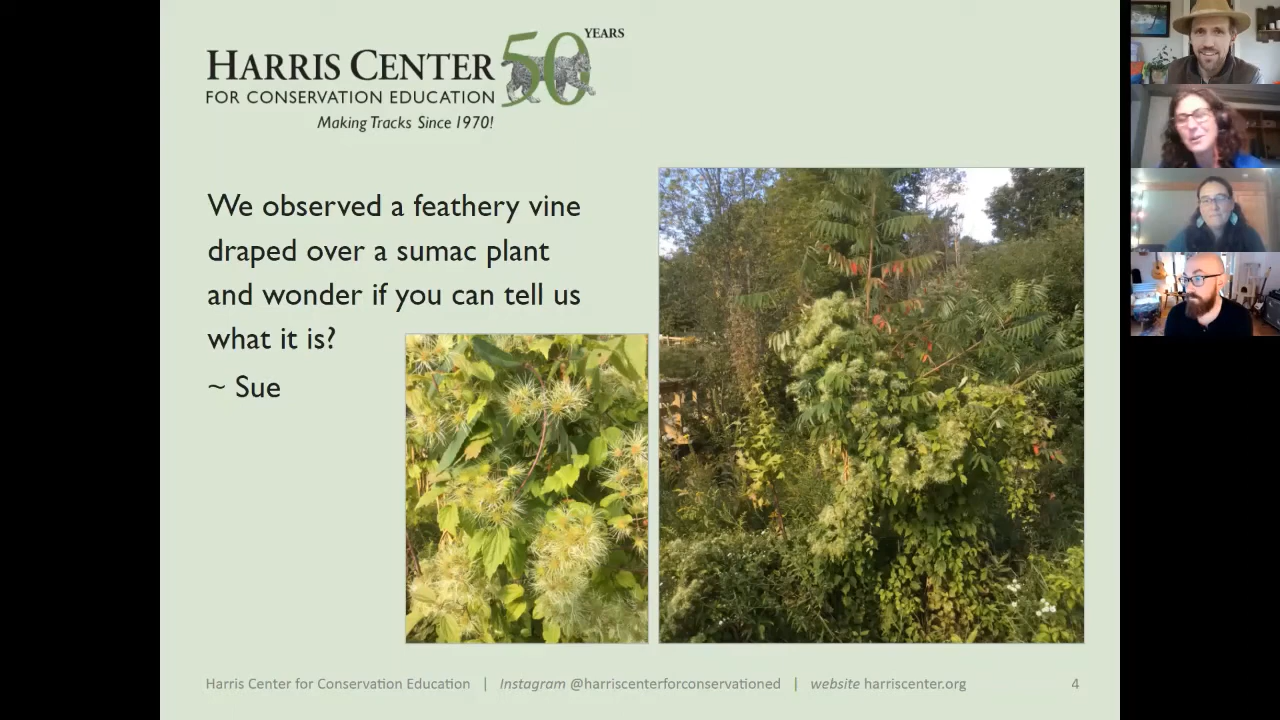 HARRIS CENTER 50 YEARS
FOR CONSERVATION EDUCATION
Making Tracks Since 1970!
We observed a feathery vine
draped over a sumac plant
and wonder if you can tell us
what it is?
~ Sue
Harris Center for Conservation Education | Instagram @harriscenterforconservationed | website harriscenter.org 4